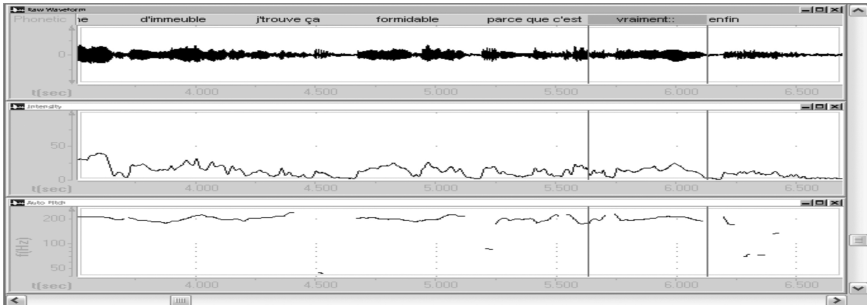 Raw Waveform
Phonetic ne d'immeuble j'trouve ça formidable parce que c'est vraiment:: enfin
0
t[sec] 4.000 4.500 5.000 5.500 6.000 6.500
Intensity
50
0
t[sec] 4.000 4.500 5.000 5.500 6.000 6.500
Auto Pitch
200
f(Hz)
100
50
t[sec] 4.000 4.500 5.000 5.500 6.000 6.500